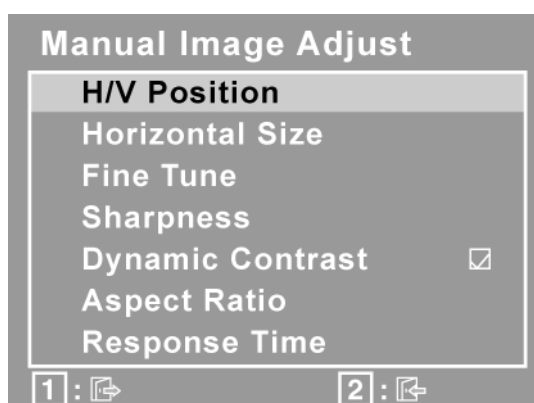 Manual Image Adjust
H/V Position
Horizontal Size
Fine Tune
Sharpness
Dynamic Contrast
Aspect Ratio
Response Time
1 : 2 :